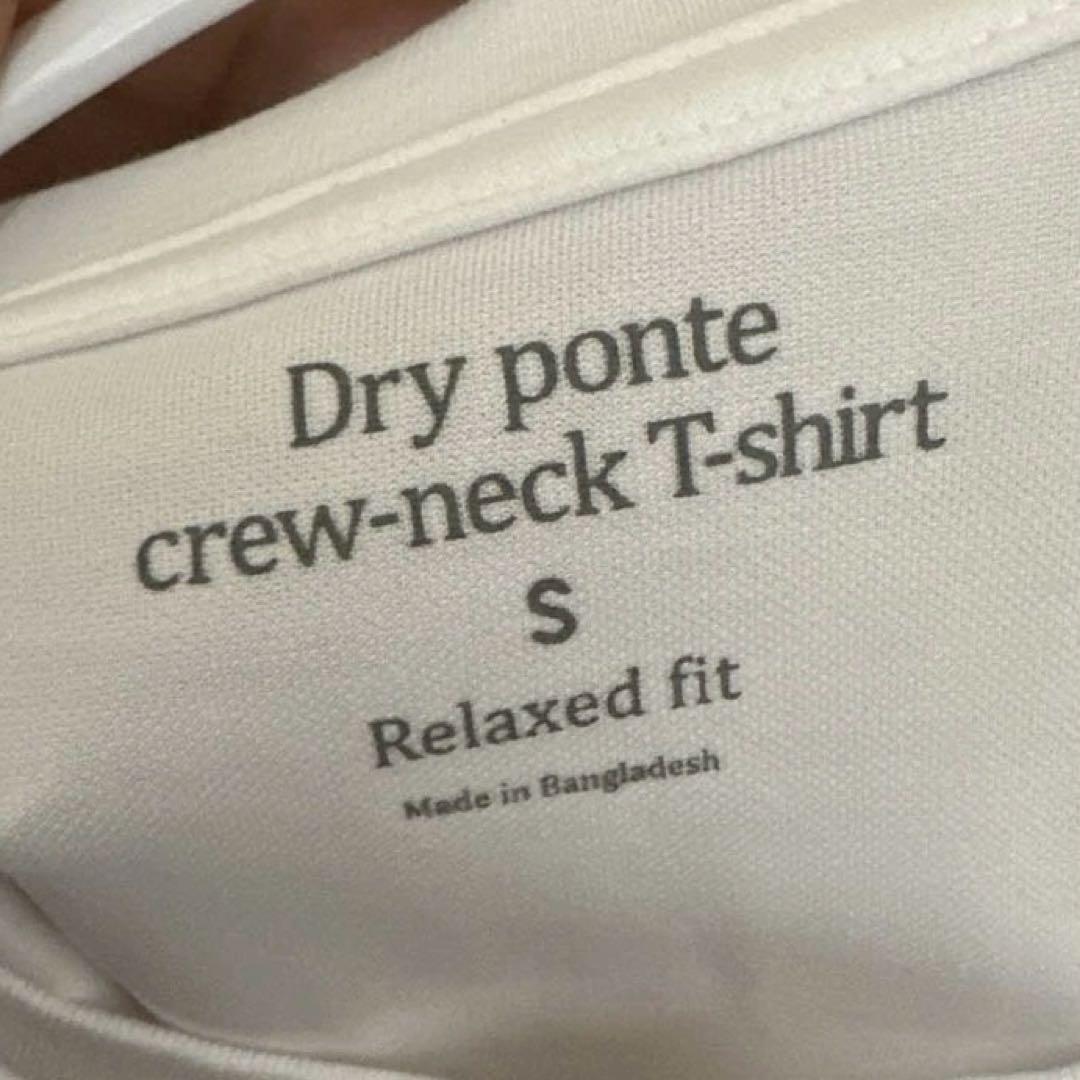 Dry ponte
crew-neck T-shirt
S
Relaxed fit
Made in Bangladesh